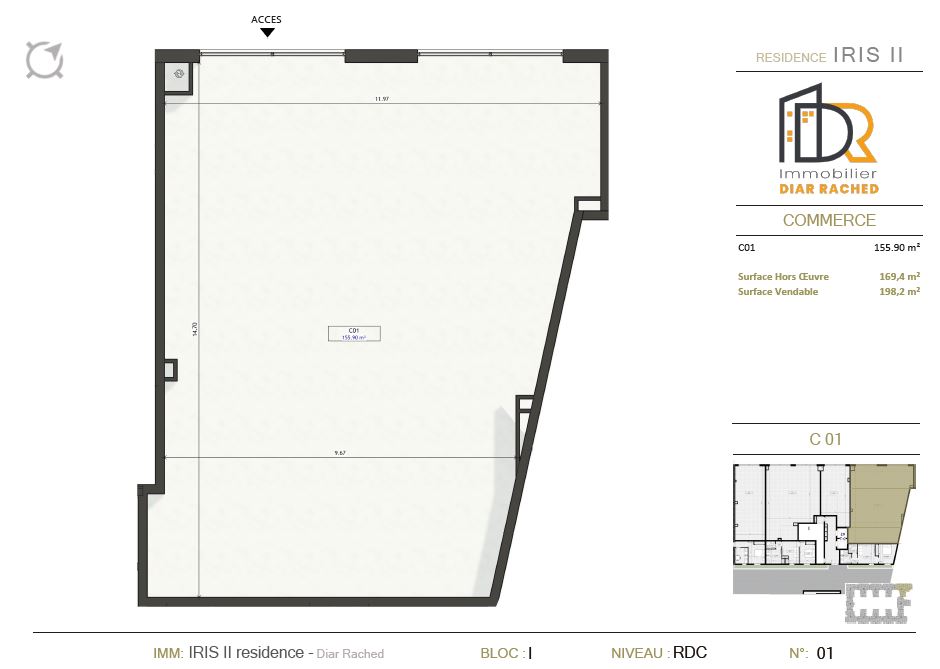 ACCES
RESIDENCE IRIS II
Immobilier
DIAR RACHED
COMMERCE
C01 155.90 m²
Surface Hors Œuvre 169,4 m²
Surface Vendable 198,2 m²
11.97
14.70
C01
155.90 m²
9.67
C 01
IMM: IRIS II residence - Diar Rached
BLOC : I
NIVEAU : RDC
N°: 01